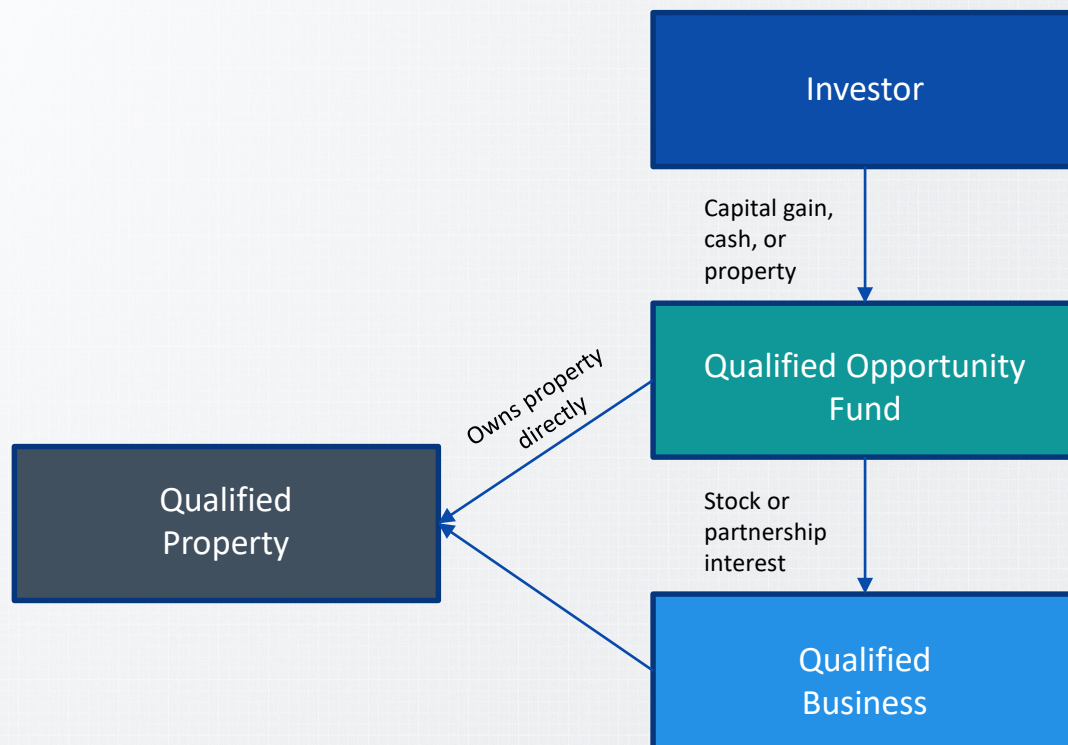 Investor
Capital gain,
cash, or
property
Qualified Opportunity
Fund
Owns property
directly
Qualified
Property
Stock or
partnership
interest
Qualified
Business